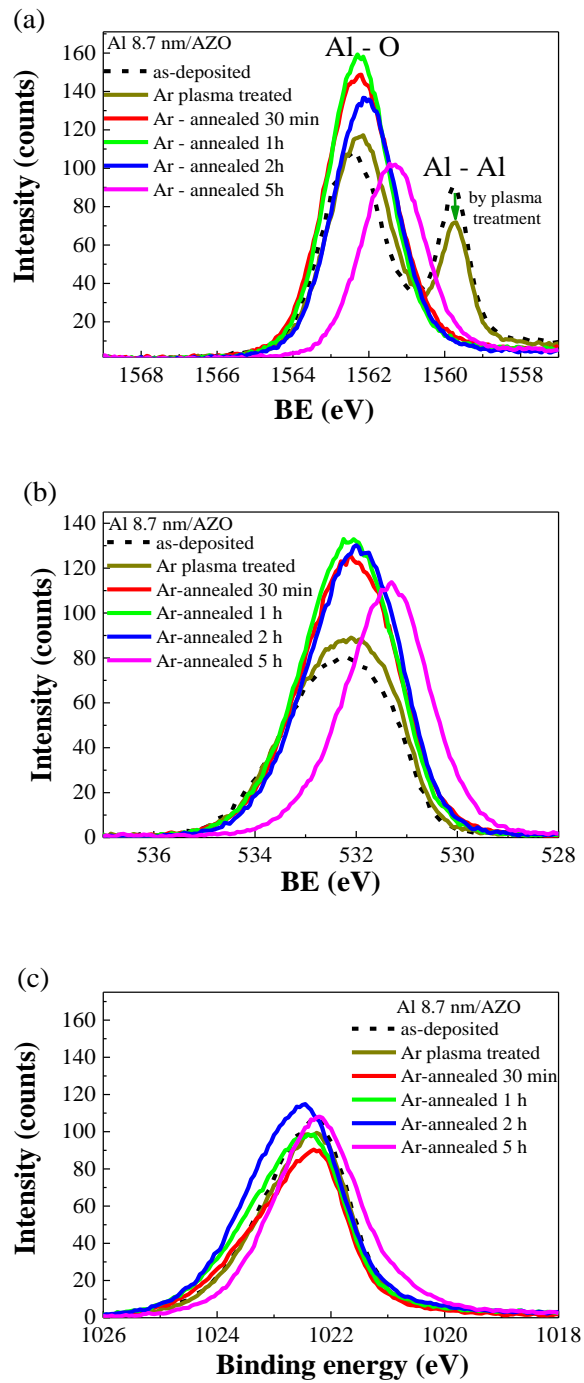 (a)
Al 8.7 nm/AZO
as-deposited
Ar plasma treated
Ar - annealed 30 min
Ar - annealed 1h
Ar - annealed 2h
Ar - annealed 5h
Al - O
Al - Al
by plasma
treatment
Intensity (counts)
160
140
120
100
80
60
40
20
1568 1566 1564 1562 1560 1558
BE (eV)
(b)
Al 8.7 nm/AZO
as-deposited
Ar plasma treated
Ar-annealed 30 min
Ar-annealed 1 h
Ar-annealed 2 h
Ar-annealed 5 h
Intensity (counts)
140
120
100
80
60
40
20
0
536 534 532 530 528
BE (eV)
(c)
Al 8.7 nm/AZO
as-deposited
Ar plasma treated
Ar-annealed 30 min
Ar-annealed 1 h
Ar-annealed 2 h
Ar-annealed 5 h
Intensity (counts)
160
140
120
100
80
60
40
20
0
1026 1024 1022 1020 1018
Binding energy (eV)